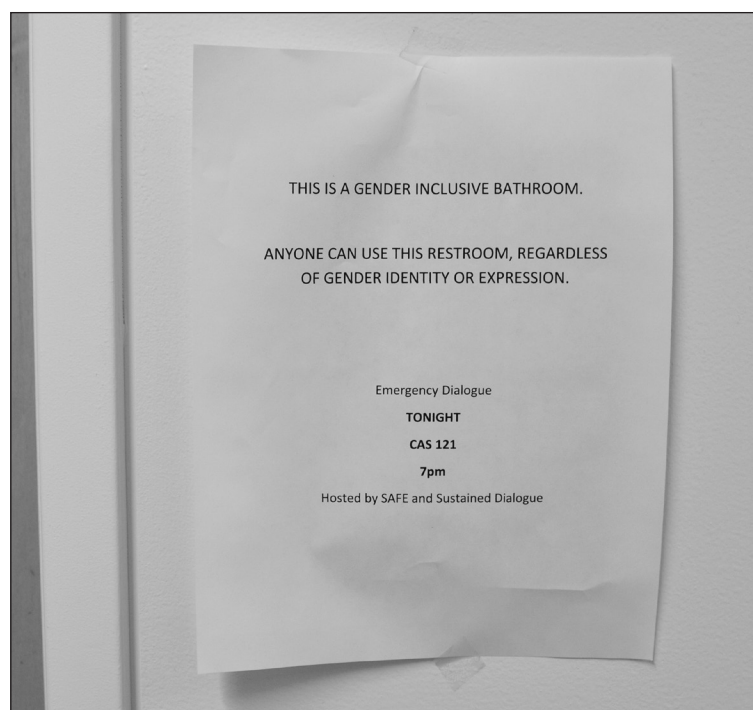 THIS IS A GENDER INCLUSIVE BATHROOM.
ANYONE CAN USE THIS RESTROOM, REGARDLESS
OF GENDER IDENTITY OR EXPRESSION.
Emergency Dialogue
TONIGHT
CAS 121
7pm
Hosted by SAFE and Sustained Dialogue